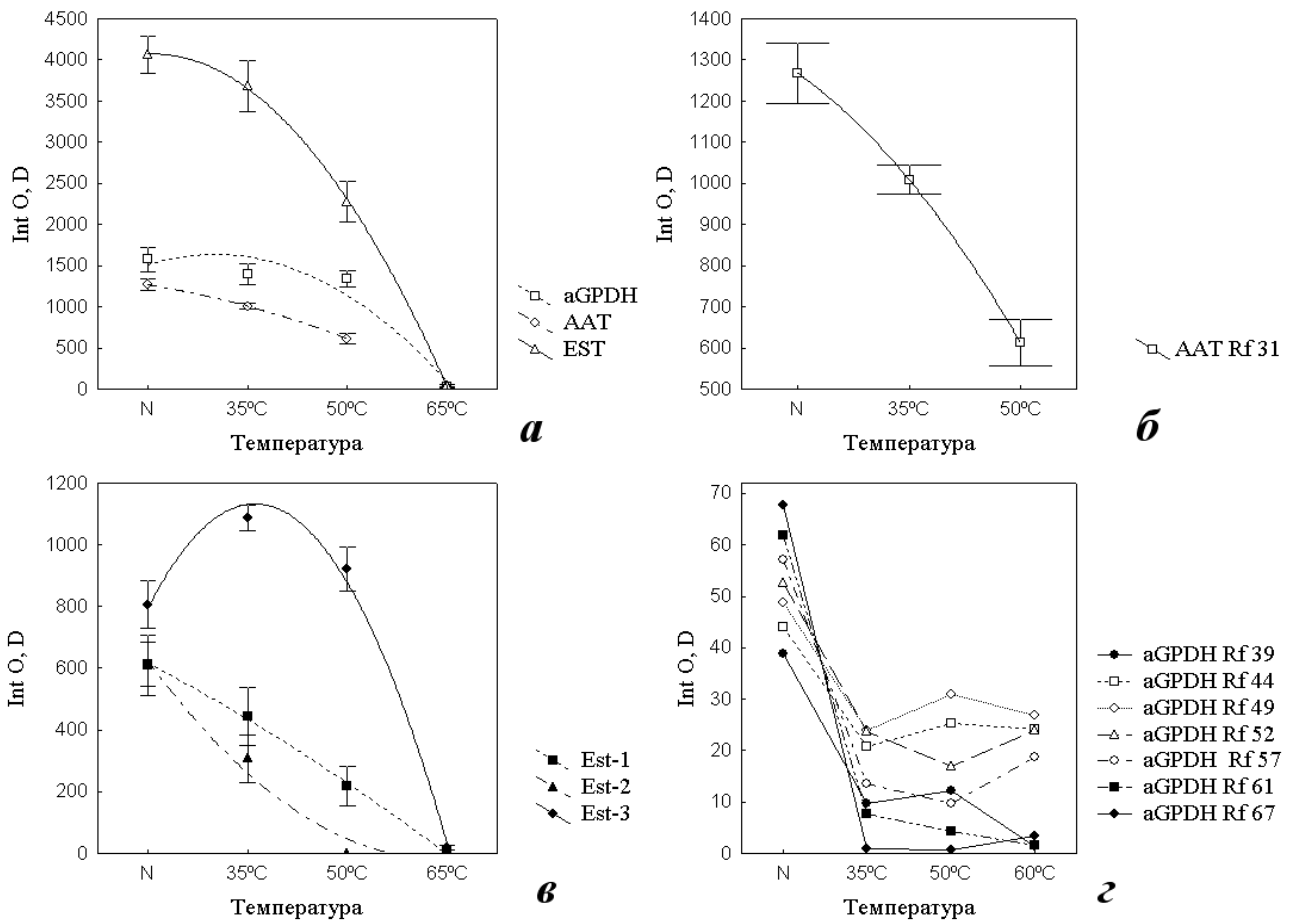 4500
4000
3500
3000
2500
2000
1500
1000
500
0
Int O, D
N 35ºC 50ºC 65ºC
Температура
aGPDH
AAT
EST
а
1400
1300
1200
1100
1000
900
800
700
600
500
Int O, D
N 35ºC 50ºC
Температура
AAT Rf 31
б
1200
1000
800
600
400
200
0
Int O, D
N 35ºC 50ºC 65ºC
Температура
Est-1
Est-2
Est-3
в
70
60
50
40
30
20
10
0
Int O, D
N 35ºC 50ºC 60ºC
Температура
aGPDH Rf 39
aGPDH Rf 44
aGPDH Rf 49
aGPDH Rf 52
aGPDH Rf 57
aGPDH Rf 61
aGPDH Rf 67
г